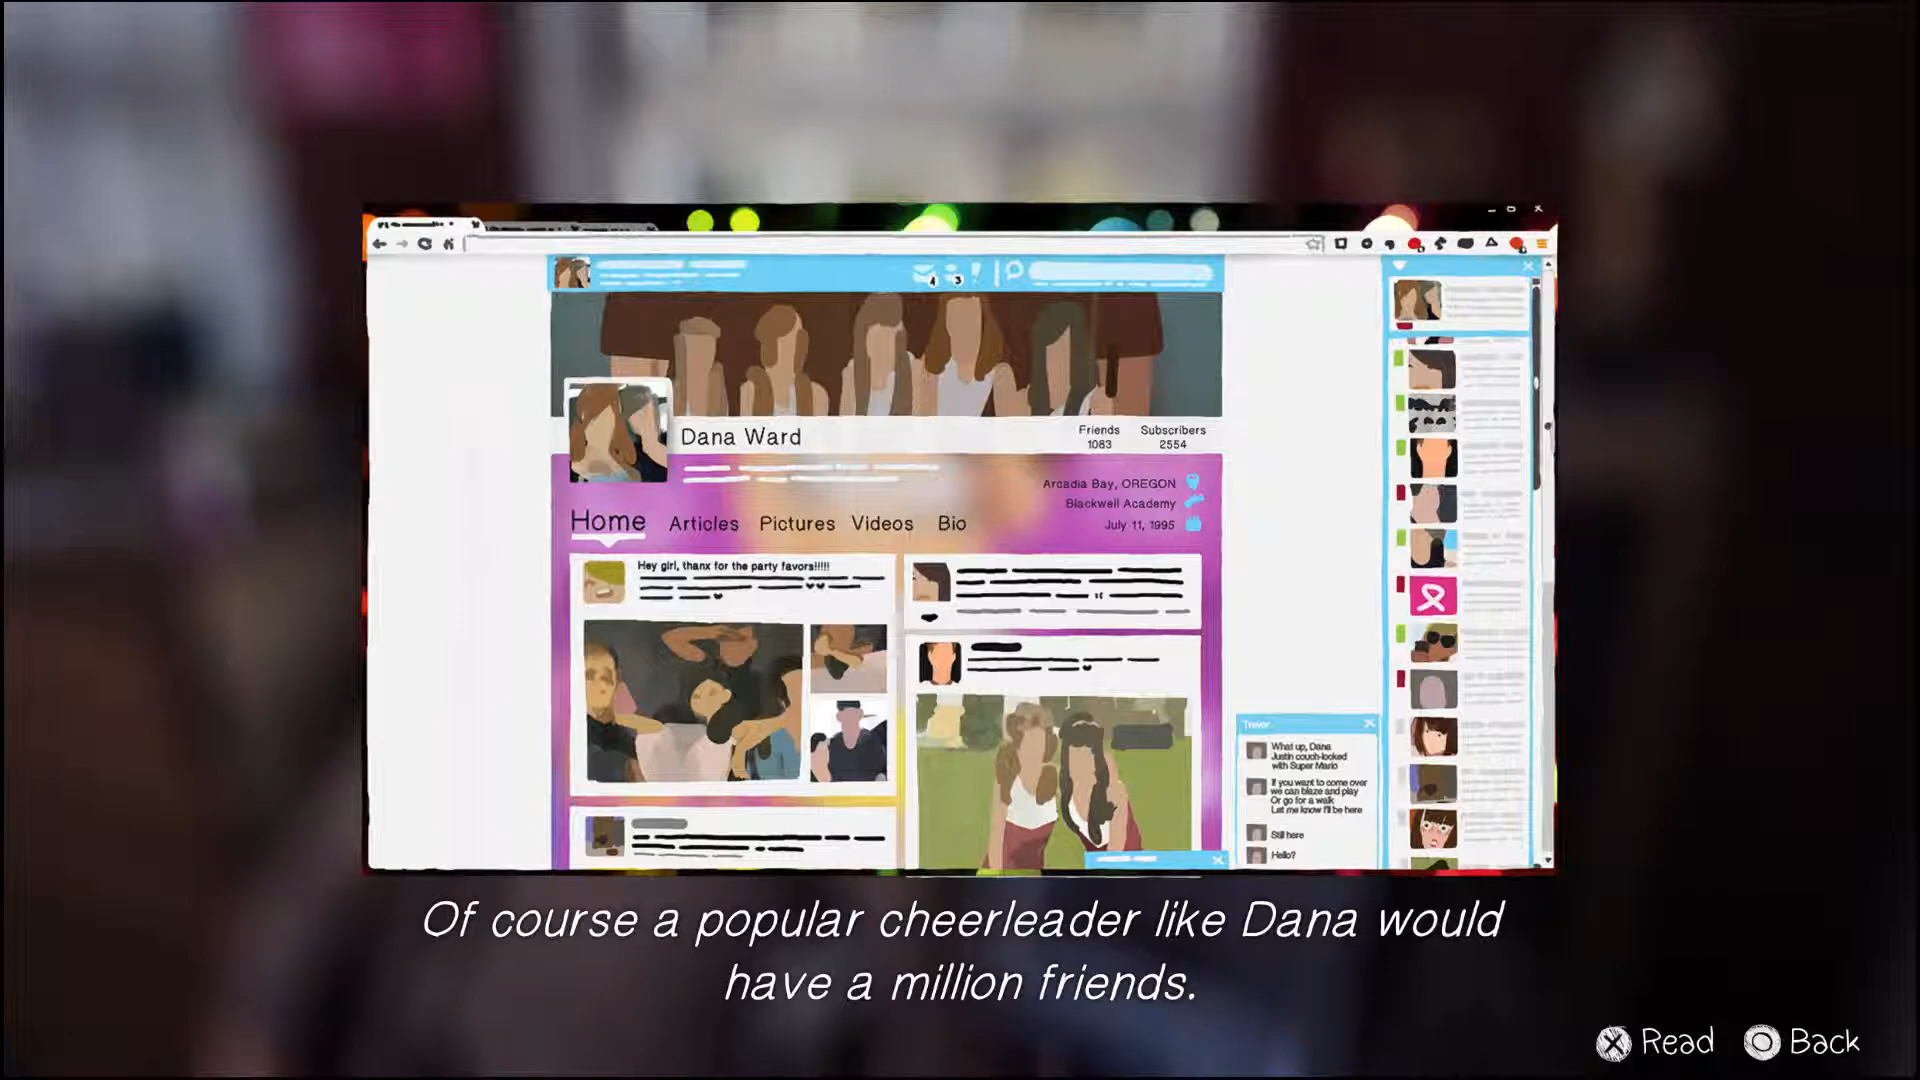 4
3
Dana Ward
Friends
1083
Subscribers
2554
Arcadia Bay, OREGON
Blackwell Academy
July 11, 1995
Home Articles Pictures Videos Bio
Hey girl, thanx for the party favors!!!!!
Trevor
What up, Dana
Justin couch-locked
with Super Mario
If you want to come over
we can blaze and play
Or go for a walk
Let me know I'll be here
Still here
Hello?
Of course a popular cheerleader like Dana would
have a million friends.
Read Back